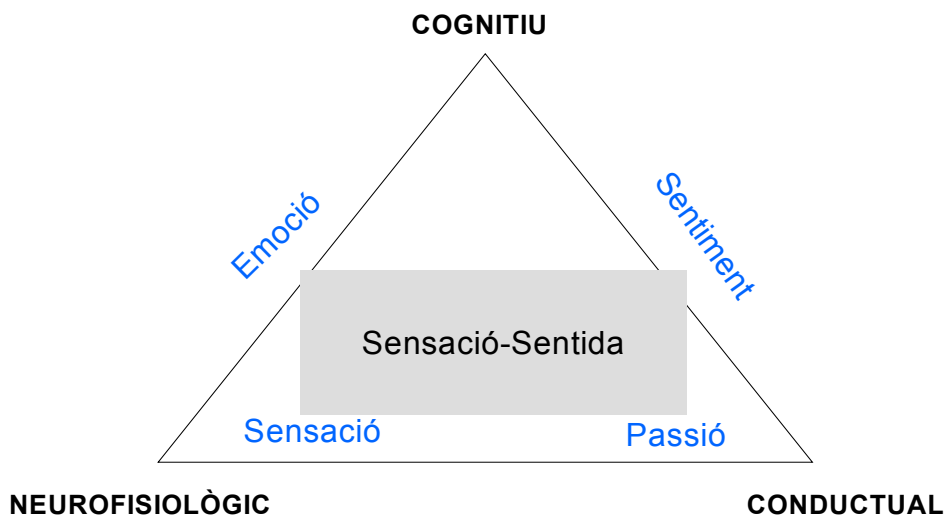 COGNITIU
Emoció
Sentiment
Sensació-Sentida
Sensació
Passió
NEUROFISIOLÒGIC
CONDUCTUAL